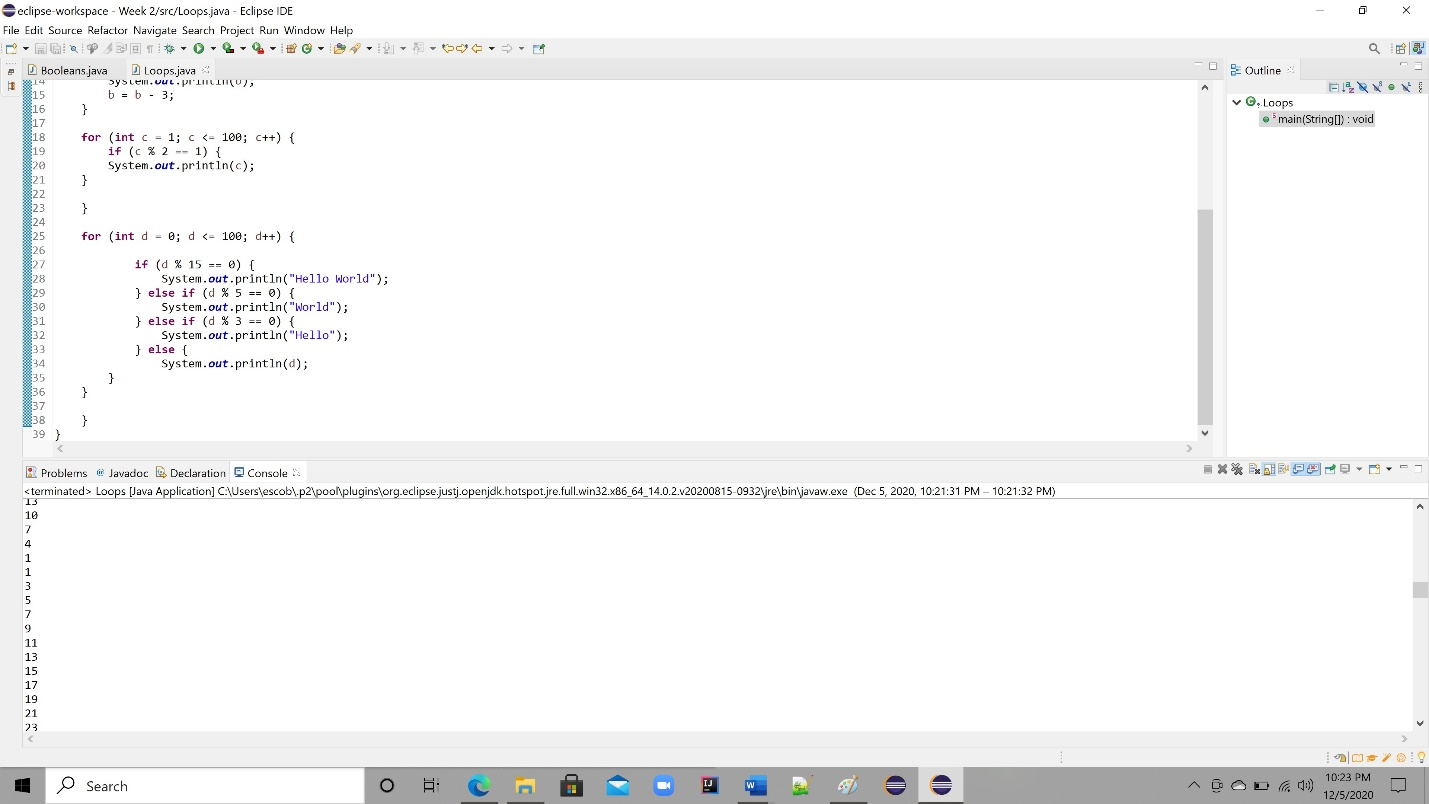 eclipse-workspace - Week 2/src/Loops.java - Eclipse IDE
File Edit Source Refactor Navigate Search Project Run Window Help
Booleans.java
Loops.java
14 System.out.println(b);
15 b = b - 3;
16 }
17
18 for (int c = 1; c <= 100; c++) {
19 if (c % 2 == 1) {
20 System.out.println(c);
21 }
22
23 }
24
25 for (int d = 0; d <= 100; d++) {
26
27 if (d % 15 == 0) {
28 System.out.println("Hello World");
29 } else if (d % 5 == 0) {
30 System.out.println("World");
31 } else if (d % 3 == 0) {
32 System.out.println("Hello");
33 } else {
34 System.out.println(d);
35 }
36 }
37
38 }
39 }
Outline
Loops
main(String[]) : void
Problems @ Javadoc Declaration Console
<terminated> Loops [Java Application] C:\Users\escob\.p2\pool\plugins\org.eclipse.justj.openjdk.hotspot.jre.full.win32.x86_64_14.0.2.v20200815-0932\jre\bin\javaw.exe (Dec 5, 2020, 10:21:31 PM – 10:21:32 PM)
13
10
7
4
1
1
3
5
7
9
11
13
15
17
19
21
23
Search
10:23 PM
12/5/2020